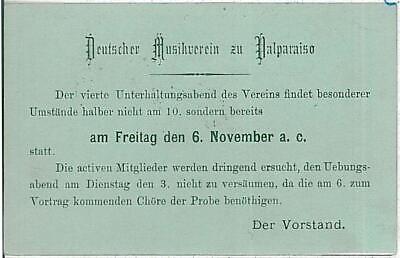 Deutscher Musikverein zu Valparaiso
Der vierte Unterhaltungsabend des Vereins findet besonderer
Umstände halber nicht am 10. sondern bereits
am Freitag den 6. November a. c.
statt.
Die activen Mitglieder werden dringend ersucht, den Uebungs-
abend am Dienstag den 3. nicht zu versäumen, da die am 6. zum
Vortrag kommenden Chöre der Probe benöthigen.
Der Vorstand.